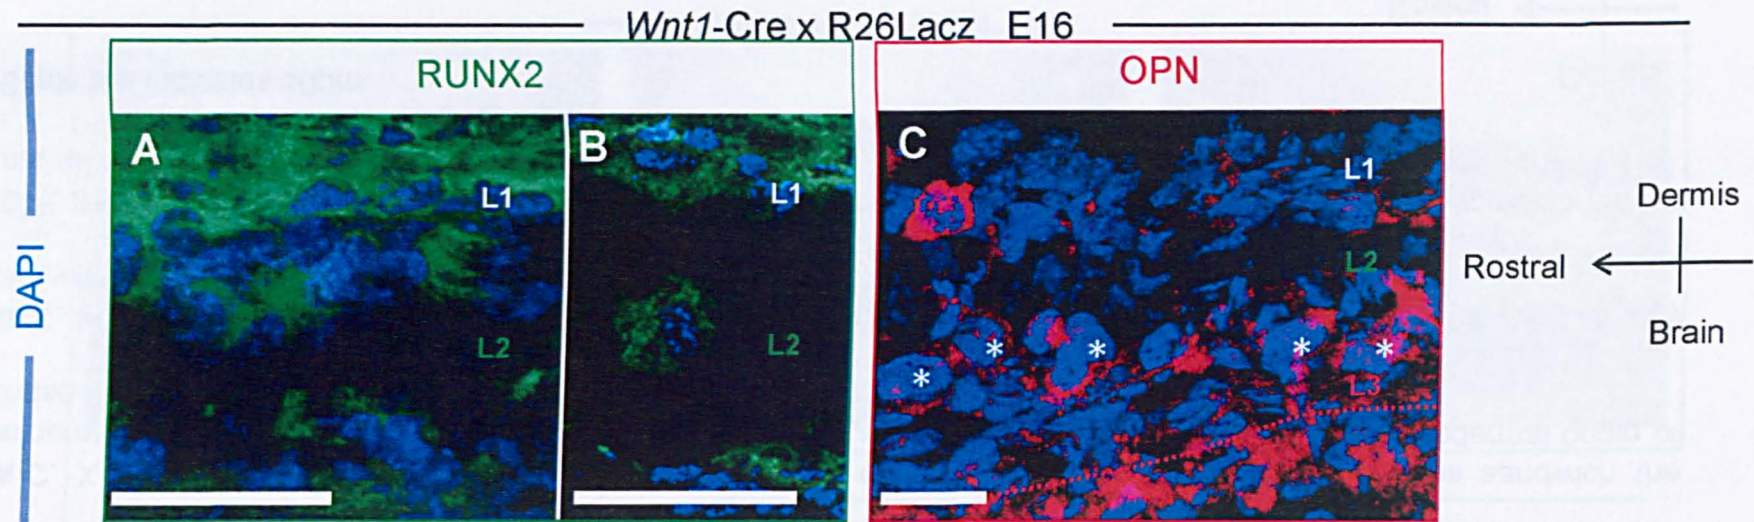 Wnt1-Cre x R26Lacz E16
RUNX2
OPN
DAPI
A
L1
L2
B
L1
L2
C
L1
L2
L3
*
*
*
*
*
Dermis
Rostral
Brain